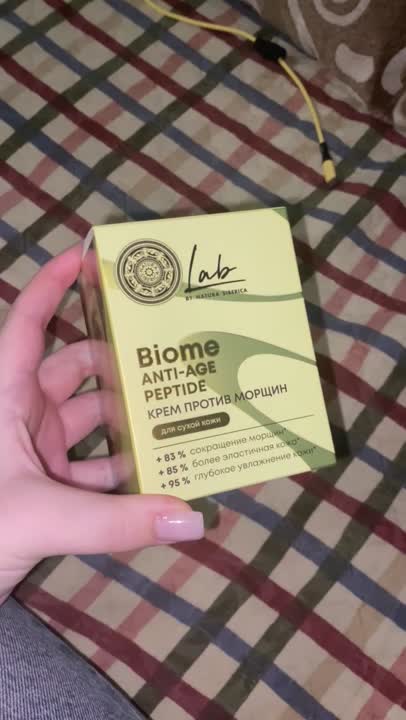 Lab
BY NATURA SIBERICA
Biome
ANTI-AGE
PEPTIDE
КРЕМ ПРОТИВ МОРЩИН
для сухой кожи
+ 83 % сокращение морщин*
+ 85 % более эластичная кожа*
+ 95 % глубокое увлажнение кожи*